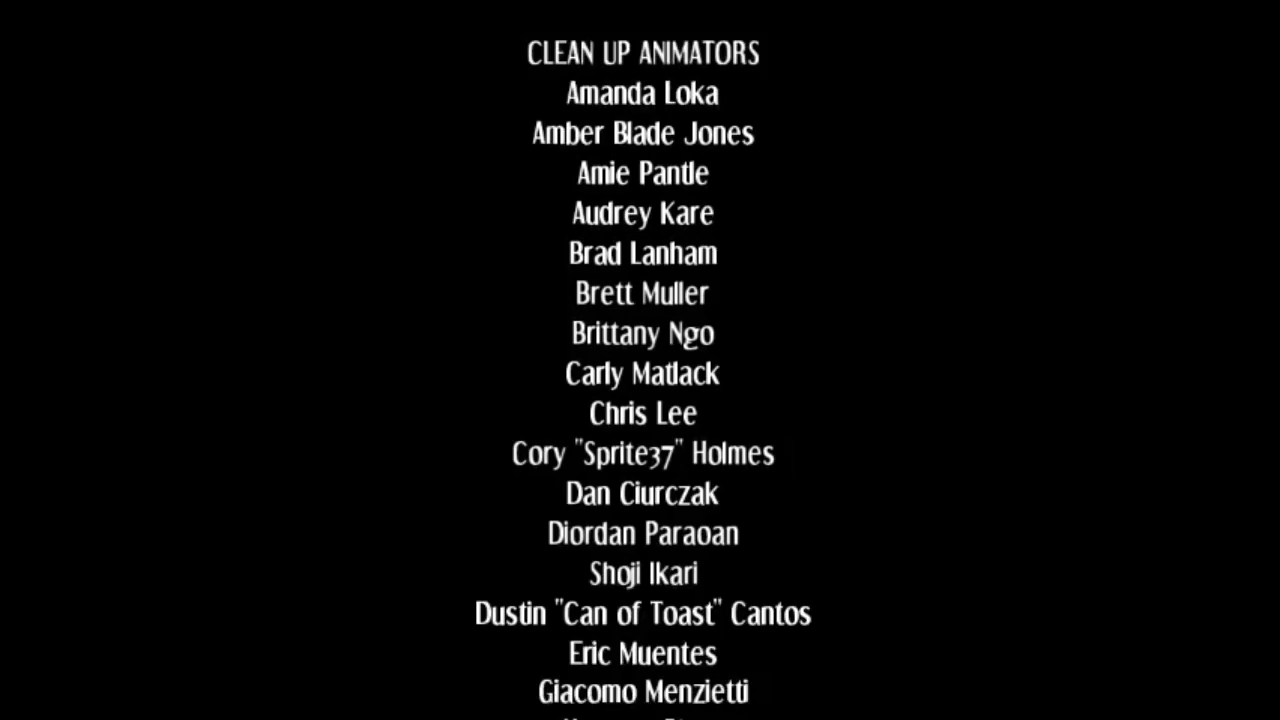 CLEAN UP ANIMATORS
Amanda Loka
Amber Blade Jones
Amie Pantle
Audrey Kare
Brad Lanham
Brett Muller
Brittany Ngo
Carly Matlack
Chris Lee
Cory "Sprite37" Holmes
Dan Ciurczak
Diordan Paraoan
Shoji Ikari
Dustin "Can of Toast" Cantos
Eric Muentes
Giacomo Menzietti